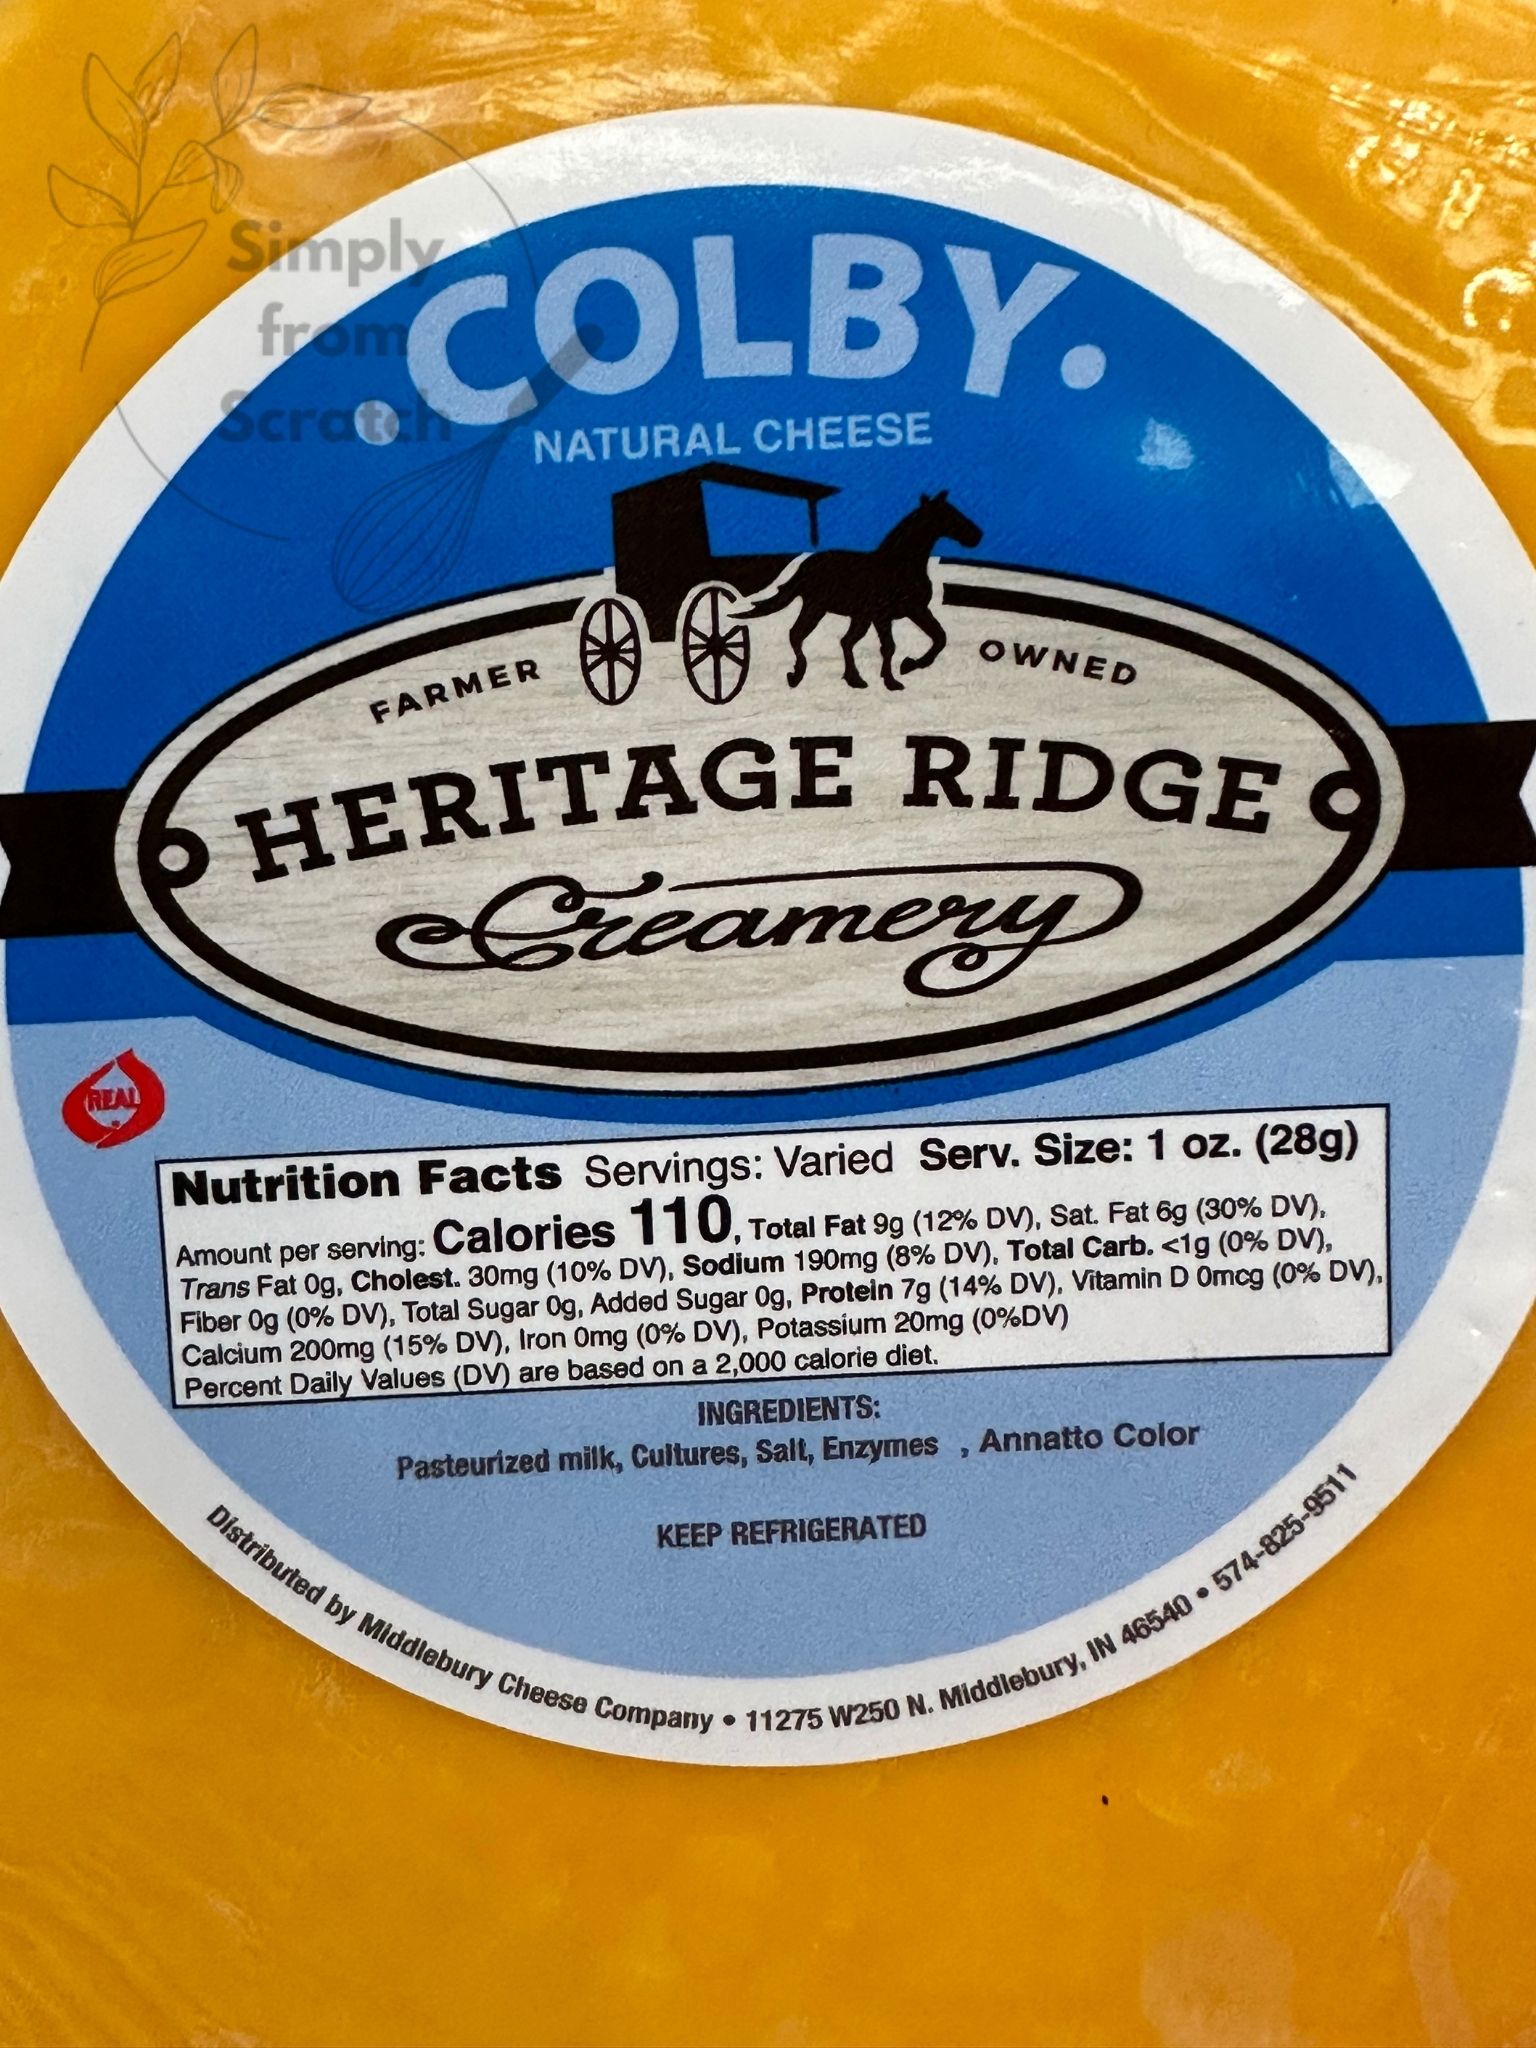 Simply
from
Scratch
.COLBY.
NATURAL CHEESE
FARMER OWNED
HERITAGE RIDGE
Creamery
REAL
Nutrition Facts Servings: Varied Serv. Size: 1 oz. (28g)
Amount per serving: Calories 110, Total Fat 9g (12% DV), Sat. Fat 6g (30% DV),
Trans Fat 0g, Cholest. 30mg (10% DV), Sodium 190mg (8% DV), Total Carb. <1g (0% DV),
Fiber 0g (0% DV), Total Sugar 0g, Added Sugar 0g, Protein 7g (14% DV), Vitamin D 0mcg (0% DV),
Calcium 200mg (15% DV), Iron 0mg (0% DV), Potassium 20mg (0%DV)
Percent Daily Values (DV) are based on a 2,000 calorie diet.
INGREDIENTS:
Pasteurized milk, Cultures, Salt, Enzymes , Annatto Color
KEEP REFRIGERATED
Distributed by Middlebury Cheese Company • 11275 W250 N. Middlebury, IN 46540 • 574-825-9511